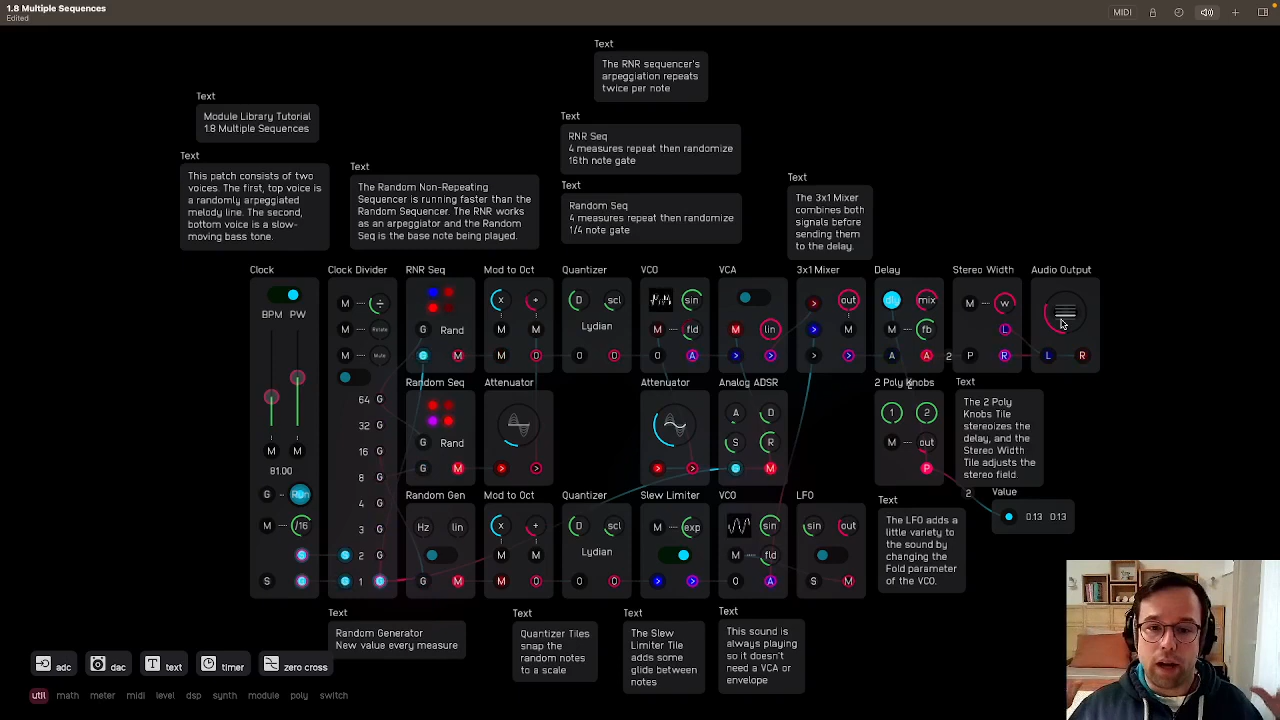 1.8 Multiple Sequences
Edited
MIDI
Text
The RNR sequencer's
arpeggiation repeats
twice per note
Text
Module Library Tutorial
1.8 Multiple Sequences
Text
RNR Seq
4 measures repeat then randomize
16th note gate
Text
This patch consists of two
voices. The first, top voice is
a randomly arpeggiated
melody line. The second,
bottom voice is a slow-
moving bass tone.
Text
The Random Non-Repeating
Sequencer is running faster than the
Random Sequencer. The RNR works
as an arpeggiator and the Random
Seq is the base note being played.
Text
Random Seq
4 measures repeat then randomize
1/4 note gate
Text
The 3x1 Mixer
combines both
signals before
sending them
to the delay.
Clock
BPM PW
M M
81.00
G Run
M /16
S
G
S G
Clock Divider
M ÷
M Rotate
M Mute
64 G
32 G
16 G
8 G
4 G
3 G
S 2 G
G 1 G
RNR Seq
G Rand
G M
Mod to Oct
x +
M M
M O
Quantizer
D scl
Lydian
O O
VCO
sin
M fld
O A
VCA
M lin
3x1 Mixer
out
M
Delay
dly mix
M fb
A A
2
Stereo Width
M w
L
P R
Audio Output
L R
Random Seq
G Rand
G M
Attenuator
Attenuator
Analog ADSR
A D
S R
G M
2 Poly Knobs
2
1 2
M out
P
2
Text
The 2 Poly
Knobs Tile
stereoizes the
delay, and the
Stereo Width
Tile adjusts the
stereo field.
Value
0.13 0.13
Random Gen
Hz lin
G M
Mod to Oct
x +
M M
M O
Quantizer
D scl
Lydian
O O
Slew Limiter
M exp
VCO
sin
M fld
O A
LFO
sin out
S M
Text
The LFO adds a
little variety to
the sound by
changing the
Fold parameter
of the VCO.
Text
Random Generator
New value every measure
Text
Quantizer Tiles
snap the
random notes
to a scale
Text
The Slew
Limiter Tile
adds some
glide between
notes
Text
This sound is
always playing
so it doesn't
need a VCA or
envelope
adc dac T text timer zero cross
util math meter midi level dsp synth module poly switch